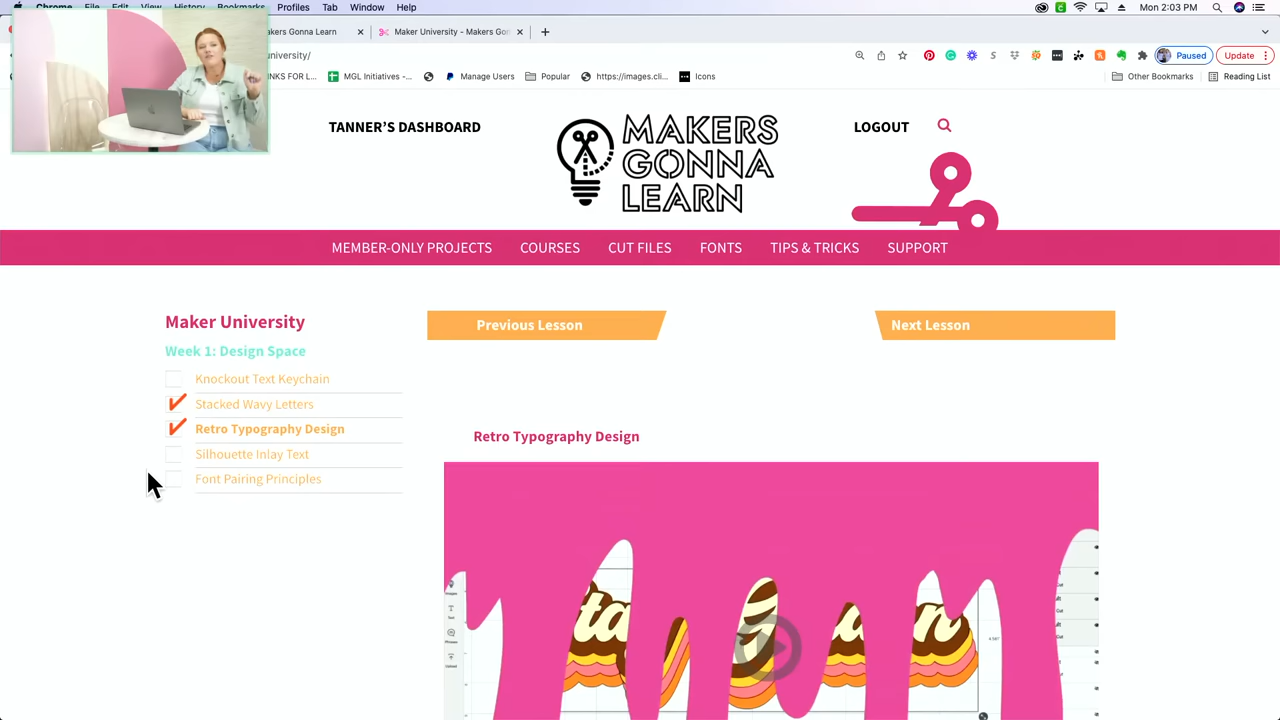 Chrome File Edit View History Bookmarks Profiles Tab Window Help
Mon 2:03 PM
akers Gonna Learn
Maker University - Makers Gon
university/
Paused
Update
INKS FOR L...
MGL Initiatives -...
Manage Users
Popular
https://images.cli...
Icons
Other Bookmarks
Reading List
TANNER'S DASHBOARD
MAKERS
GONNA
LEARN
LOGOUT
MEMBER-ONLY PROJECTS COURSES CUT FILES FONTS TIPS & TRICKS SUPPORT
Maker University
Previous Lesson
Next Lesson
Week 1: Design Space
Knockout Text Keychain
Stacked Wavy Letters
Retro Typography Design
Silhouette Inlay Text
Font Pairing Principles
Retro Typography Design